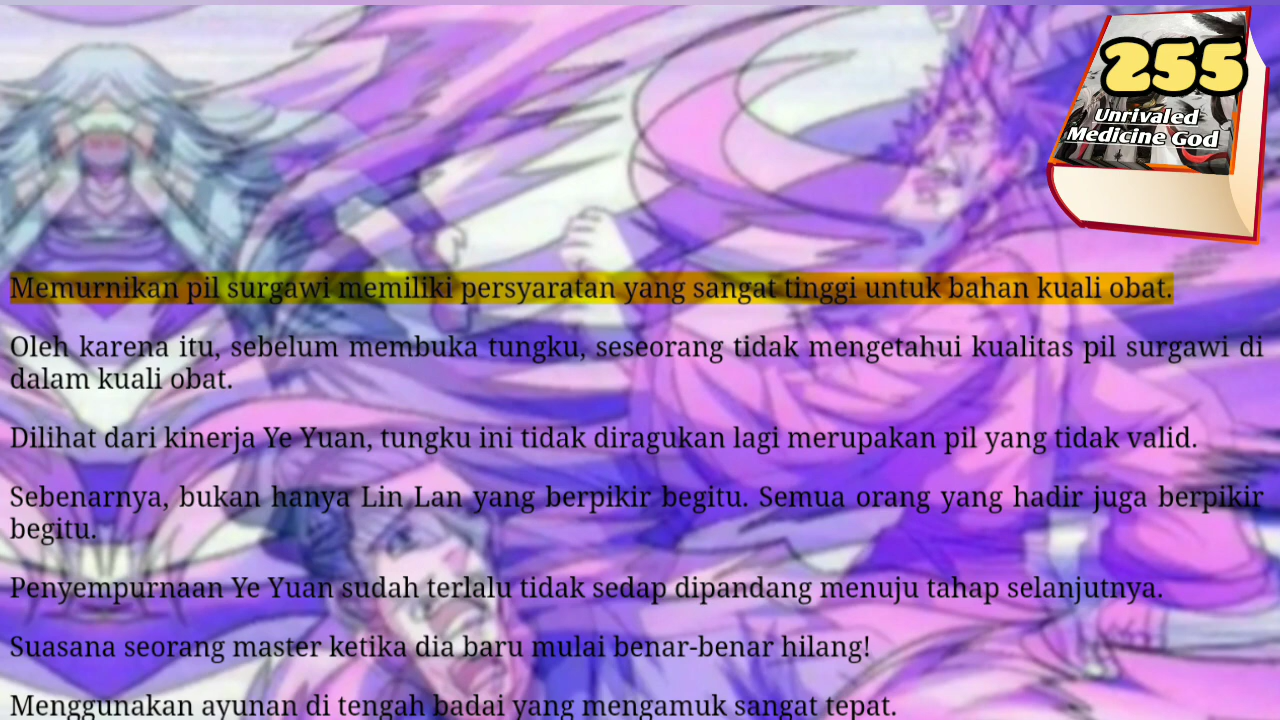 255
Unrivaled
Medicine God
Memurnikan pil surgawi memiliki persyaratan yang sangat tinggi untuk bahan kuali obat.
Oleh karena itu, sebelum membuka tungku, seseorang tidak mengetahui kualitas pil surgawi di
dalam kuali obat.
Dilihat dari kinerja Ye Yuan, tungku ini tidak diragukan lagi merupakan pil yang tidak valid.
Sebenarnya, bukan hanya Lin Lan yang berpikir begitu. Semua orang yang hadir juga berpikir
begitu.
Penyempurnaan Ye Yuan sudah terlalu tidak sedap dipandang menuju tahap selanjutnya.
Suasana seorang master ketika dia baru mulai benar-benar hilang!
Menggunakan ayunan di tengah badai yang mengamuk sangat tepat.